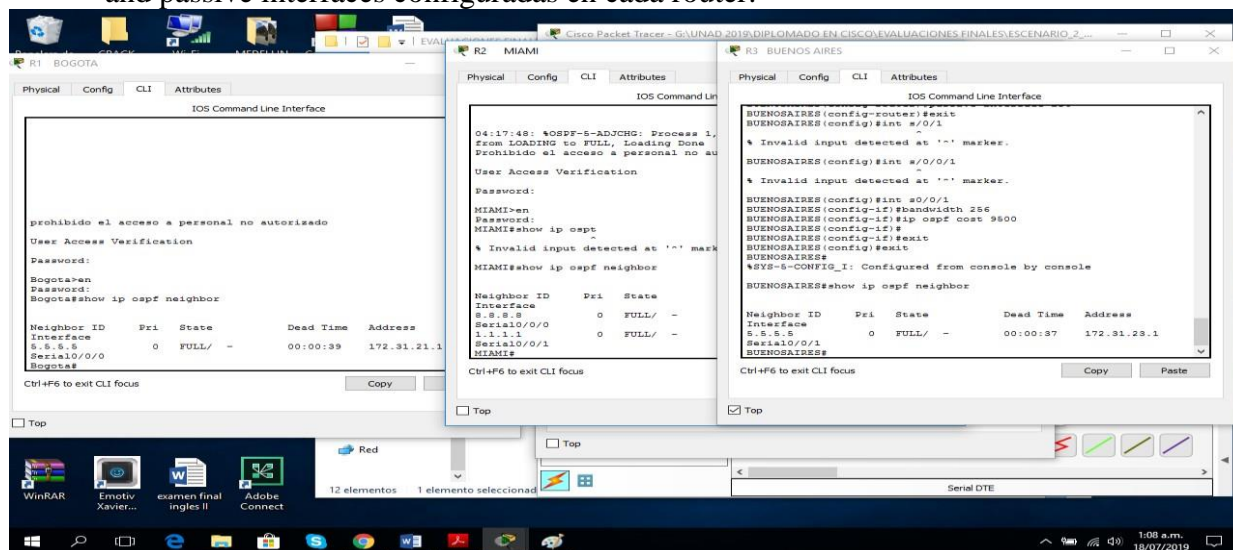 and passive interfaces configuradas en cada router.
Cisco Packet Tracer - G:\UNAD 2019\DIPLOMADO EN CISCO\EVALUACIONES FINALES\ESCENARIO_2_...
R1 BOGOTA
Physical Config CLI Attributes
IOS Command Line Interface
prohibido el acceso a personal no autorizado
User Access Verification
Password:
Bogota>en
Password:
Bogota#show ip ospf neighbor
Neighbor ID Pri State Dead Time Address
Interface
5.5.5.5 0 FULL/ - 00:00:39 172.31.21.1
Serial0/0/0
Bogota#
Ctrl+F6 to exit CLI focus
Copy
Top
R2 MIAMI
Physical Config CLI Attributes
IOS Command Lin
04:17:48: %OSPF-5-ADJCHG: Process 1,
from LOADING to FULL, Loading Done
Prohibido el acceso a personal no au
User Access Verification
Password:
MIAMI>en
Password:
MIAMI#show ip ospt
^
% Invalid input detected at '^' mark
MIAMI#show ip ospf neighbor
Neighbor ID Pri State
Interface
8.8.8.8 0 FULL/ -
Serial0/0/0
1.1.1.1 0 FULL/ -
Serial0/0/1
MIAMI#
Ctrl+F6 to exit CLI focus
Top
R3 BUENOS AIRES
Physical Config CLI Attributes
IOS Command Line Interface
BUENOSAIRES(config-router)#exit
BUENOSAIRES(config)#int s/0/1
^
% Invalid input detected at '^' marker.
BUENOSAIRES(config)#int s/0/0/1
^
% Invalid input detected at '^' marker.
BUENOSAIRES(config)#int s0/0/1
BUENOSAIRES(config-if)#bandwidth 256
BUENOSAIRES(config-if)#ip ospf cost 9500
BUENOSAIRES(config-if)#
BUENOSAIRES(config-if)#exit
BUENOSAIRES(config)#exit
BUENOSAIRES#
%SYS-5-CONFIG_I: Configured from console by console
BUENOSAIRES#show ip ospf neighbor
Neighbor ID Pri State Dead Time Address
Interface
5.5.5.5 0 FULL/ - 00:00:37 172.31.23.1
Serial0/0/1
BUENOSAIRES#
Ctrl+F6 to exit CLI focus
Copy Paste
Top
Top
Red
12 elementos 1 elemento seleccionad
Serial DTE
WinRAR
Emotiv Xavier...
examen final ingles II
Adobe Connect
1:08 a.m.
18/07/2019